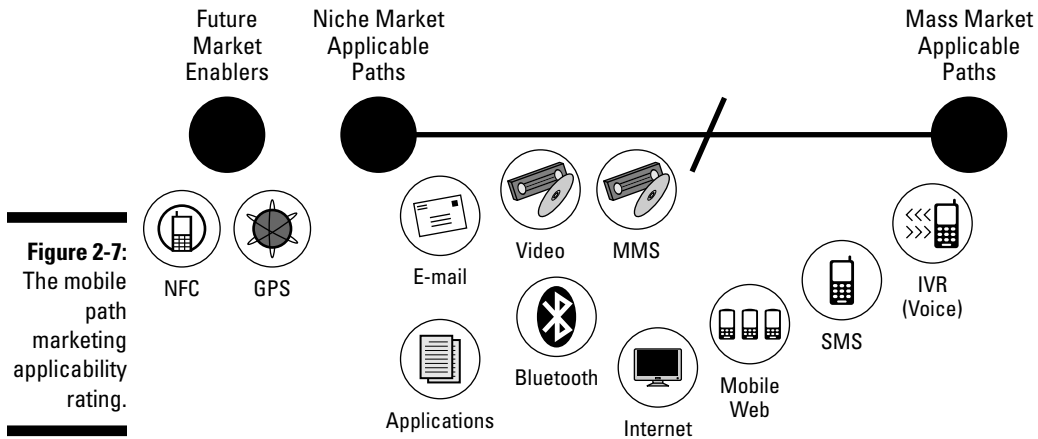 Future
Market
Enablers
Niche Market
Applicable
Paths
Mass Market
Applicable
Paths
NFC
GPS
E-mail
Video
MMS
IVR
(Voice)
SMS
Applications
Bluetooth
Internet
Mobile
Web
Figure 2-7:
The mobile
path
marketing
applicability
rating.